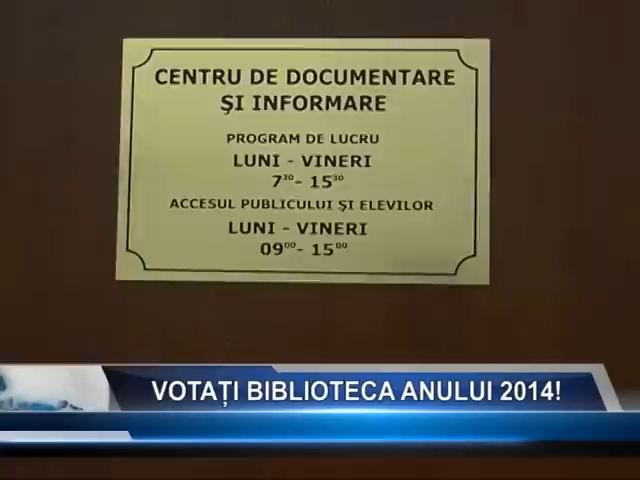 CENTRU DE DOCUMENTARE
ŞI INFORMARE
PROGRAM DE LUCRU
LUNI - VINERI
7³⁰- 15³⁰
ACCESUL PUBLICULUI ŞI ELEVILOR
LUNI - VINERI
09⁰⁰- 15⁰⁰
VOTAȚI BIBLIOTECA ANULUI 2014!